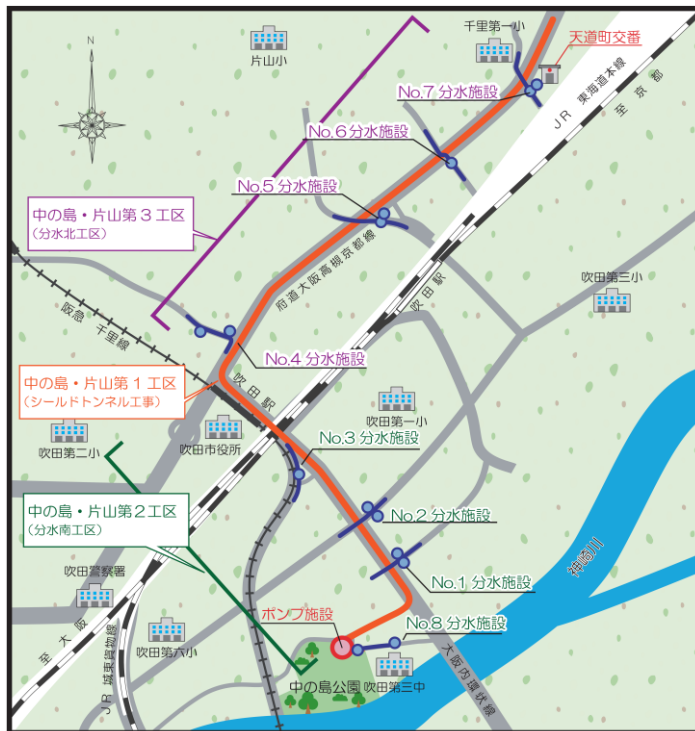 千里第一小
天道町交番
片山小
N
No.7 分水施設
JR 東海道本線
至 京都
No.6 分水施設
No.5 分水施設
中の島・片山第３工区
(分水北工区)
府道大阪高槻京都線
吹田駅
吹田第三小
阪急 千里線
No.4 分水施設
中の島・片山第１工区
(シールドトンネル工事)
吹田駅
吹田第一小
吹田第二小
吹田市役所
No.3 分水施設
中の島・片山第２工区
(分水南工区)
No.2 分水施設
神崎川
吹田警察署
No.1 分水施設
ポンプ施設
至 大阪
JR 城東貨物線
吹田第六小
No.8 分水施設
中の島公園
吹田第三中
大阪内環状線